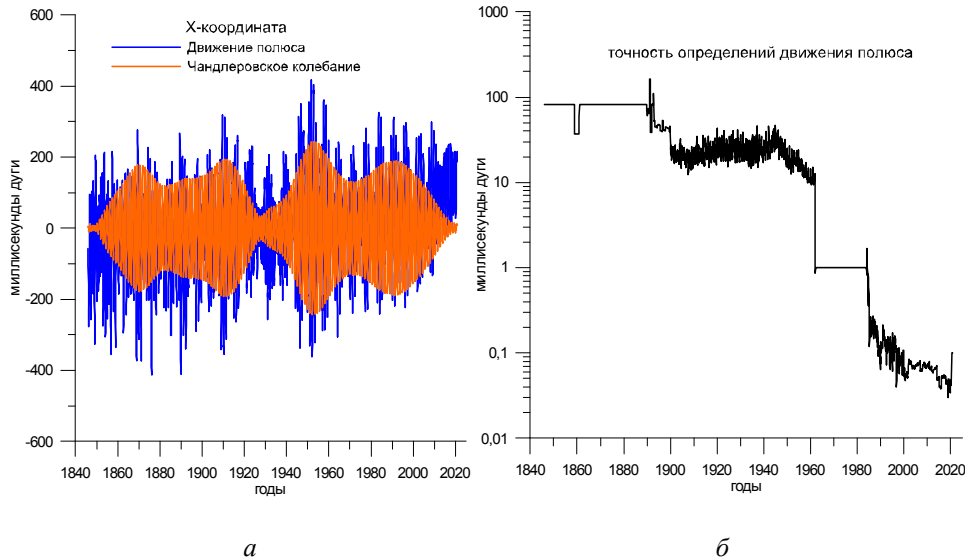 Х-координата
Движение полюса
Чандлеровское колебание
600
400
200
0
-200
-400
-600
миллисекунды дуги
1840 1860 1880 1900 1920 1940 1960 1980 2000 2020
годы
а
точность определений движения полюса
1000
100
10
1
0,1
0,01
миллисекунды дуги
1840 1860 1880 1900 1920 1940 1960 1980 2000 2020
годы
б